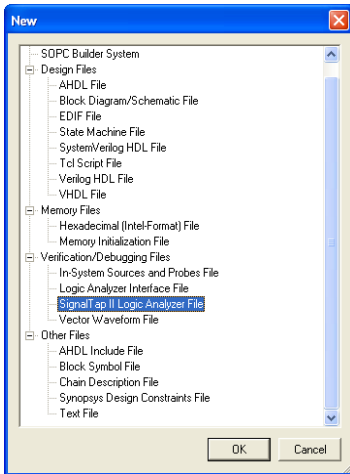 New
SOPC Builder System
Design Files
AHDL File
Block Diagram/Schematic File
EDIF File
State Machine File
SystemVerilog HDL File
Tcl Script File
Verilog HDL File
VHDL File
Memory Files
Hexadecimal (Intel-Format) File
Memory Initialization File
Verification/Debugging Files
In-System Sources and Probes File
Logic Analyzer Interface File
SignalTap II Logic Analyzer File
Vector Waveform File
Other Files
AHDL Include File
Block Symbol File
Chain Description File
Synopsys Design Constraints File
Text File
OK Cancel